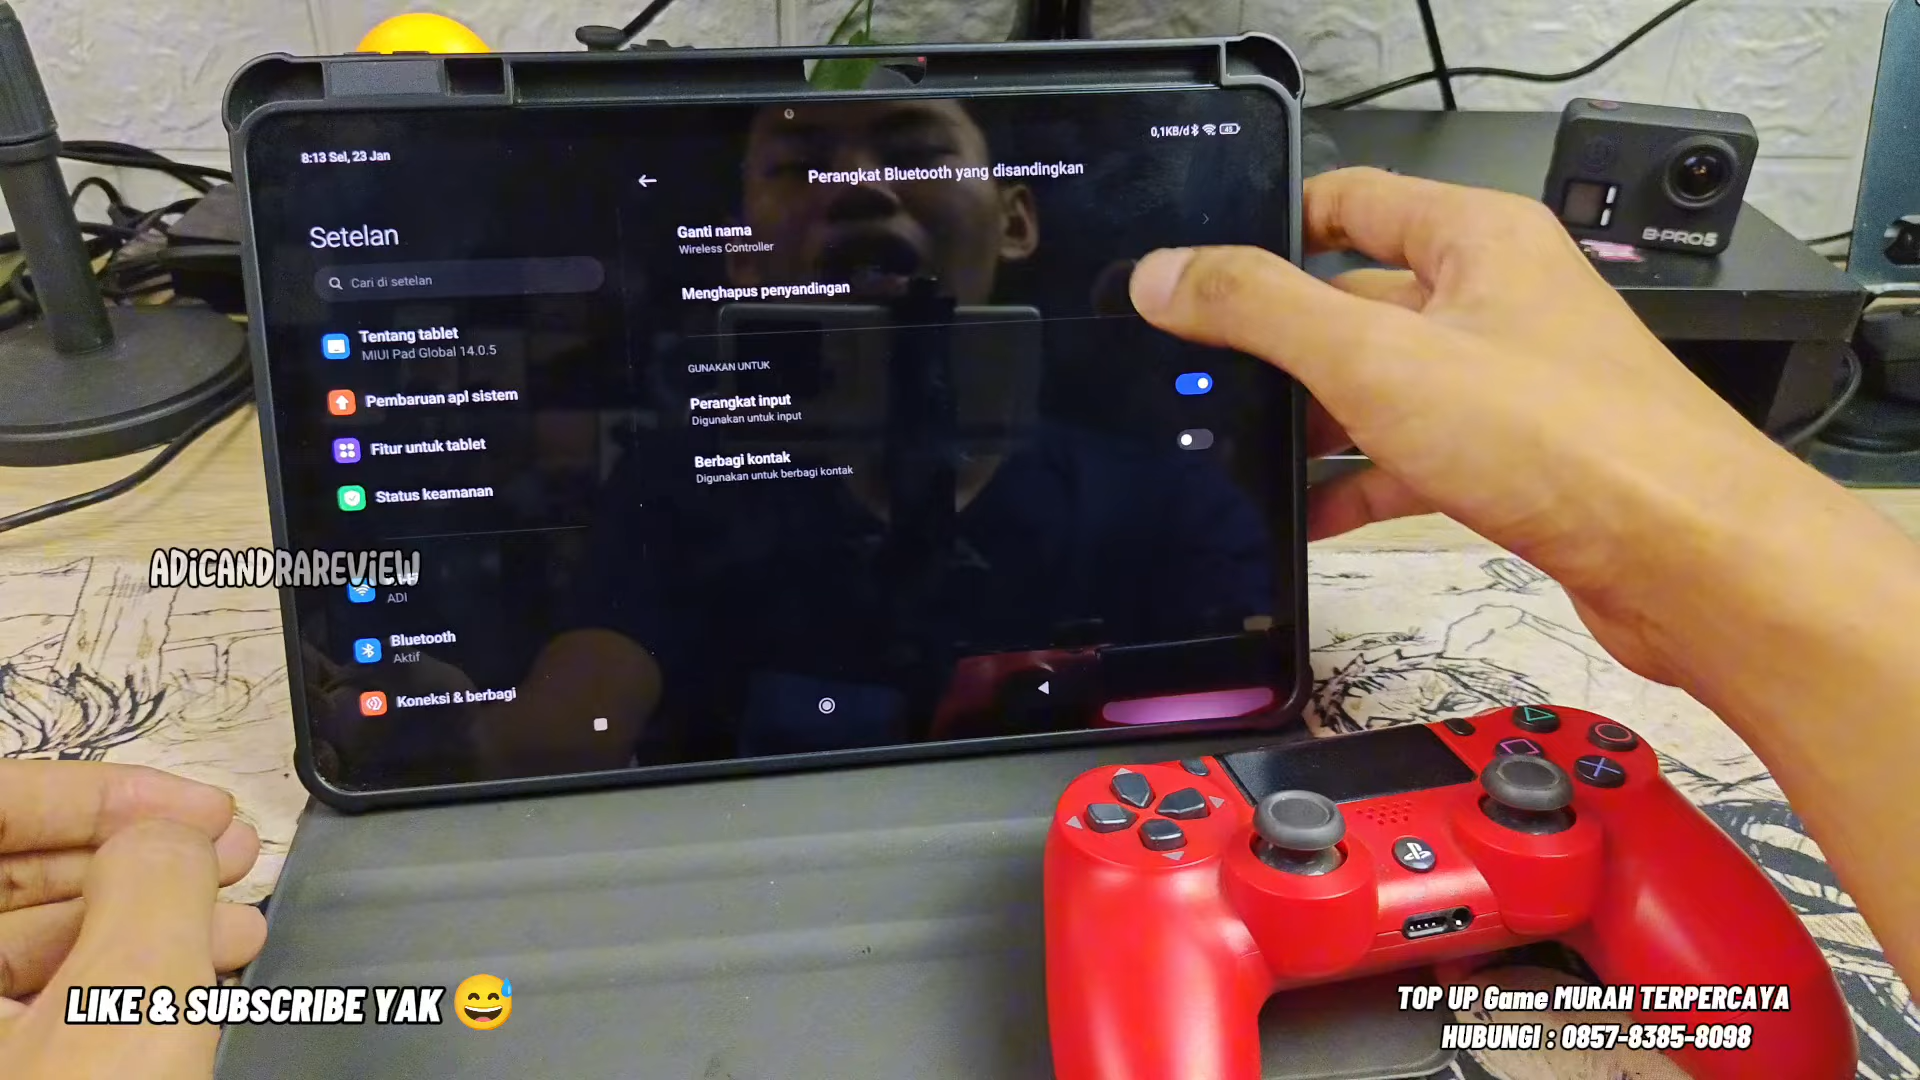 8:13 Sel, 23 Jan
0,1KB/d
48
Perangkat Bluetooth yang disandingkan
Setelan
Cari di setelan
Tentang tablet
MIUI Pad Global 14.0.5
Pembaruan apl sistem
Fitur untuk tablet
Status keamanan
ADI
Bluetooth
Aktif
Koneksi & berbagi
Ganti nama
Wireless Controller
Menghapus penyandingan
GUNAKAN UNTUK
Perangkat input
Digunakan untuk input
Berbagi kontak
Digunakan untuk berbagi kontak
B-PRO5
ADICANDRAREVIEW
LIKE & SUBSCRIBE YAK 😅
TOP UP Game MURAH TERPERCAYA
HUBUNGI : 0857-8385-8098